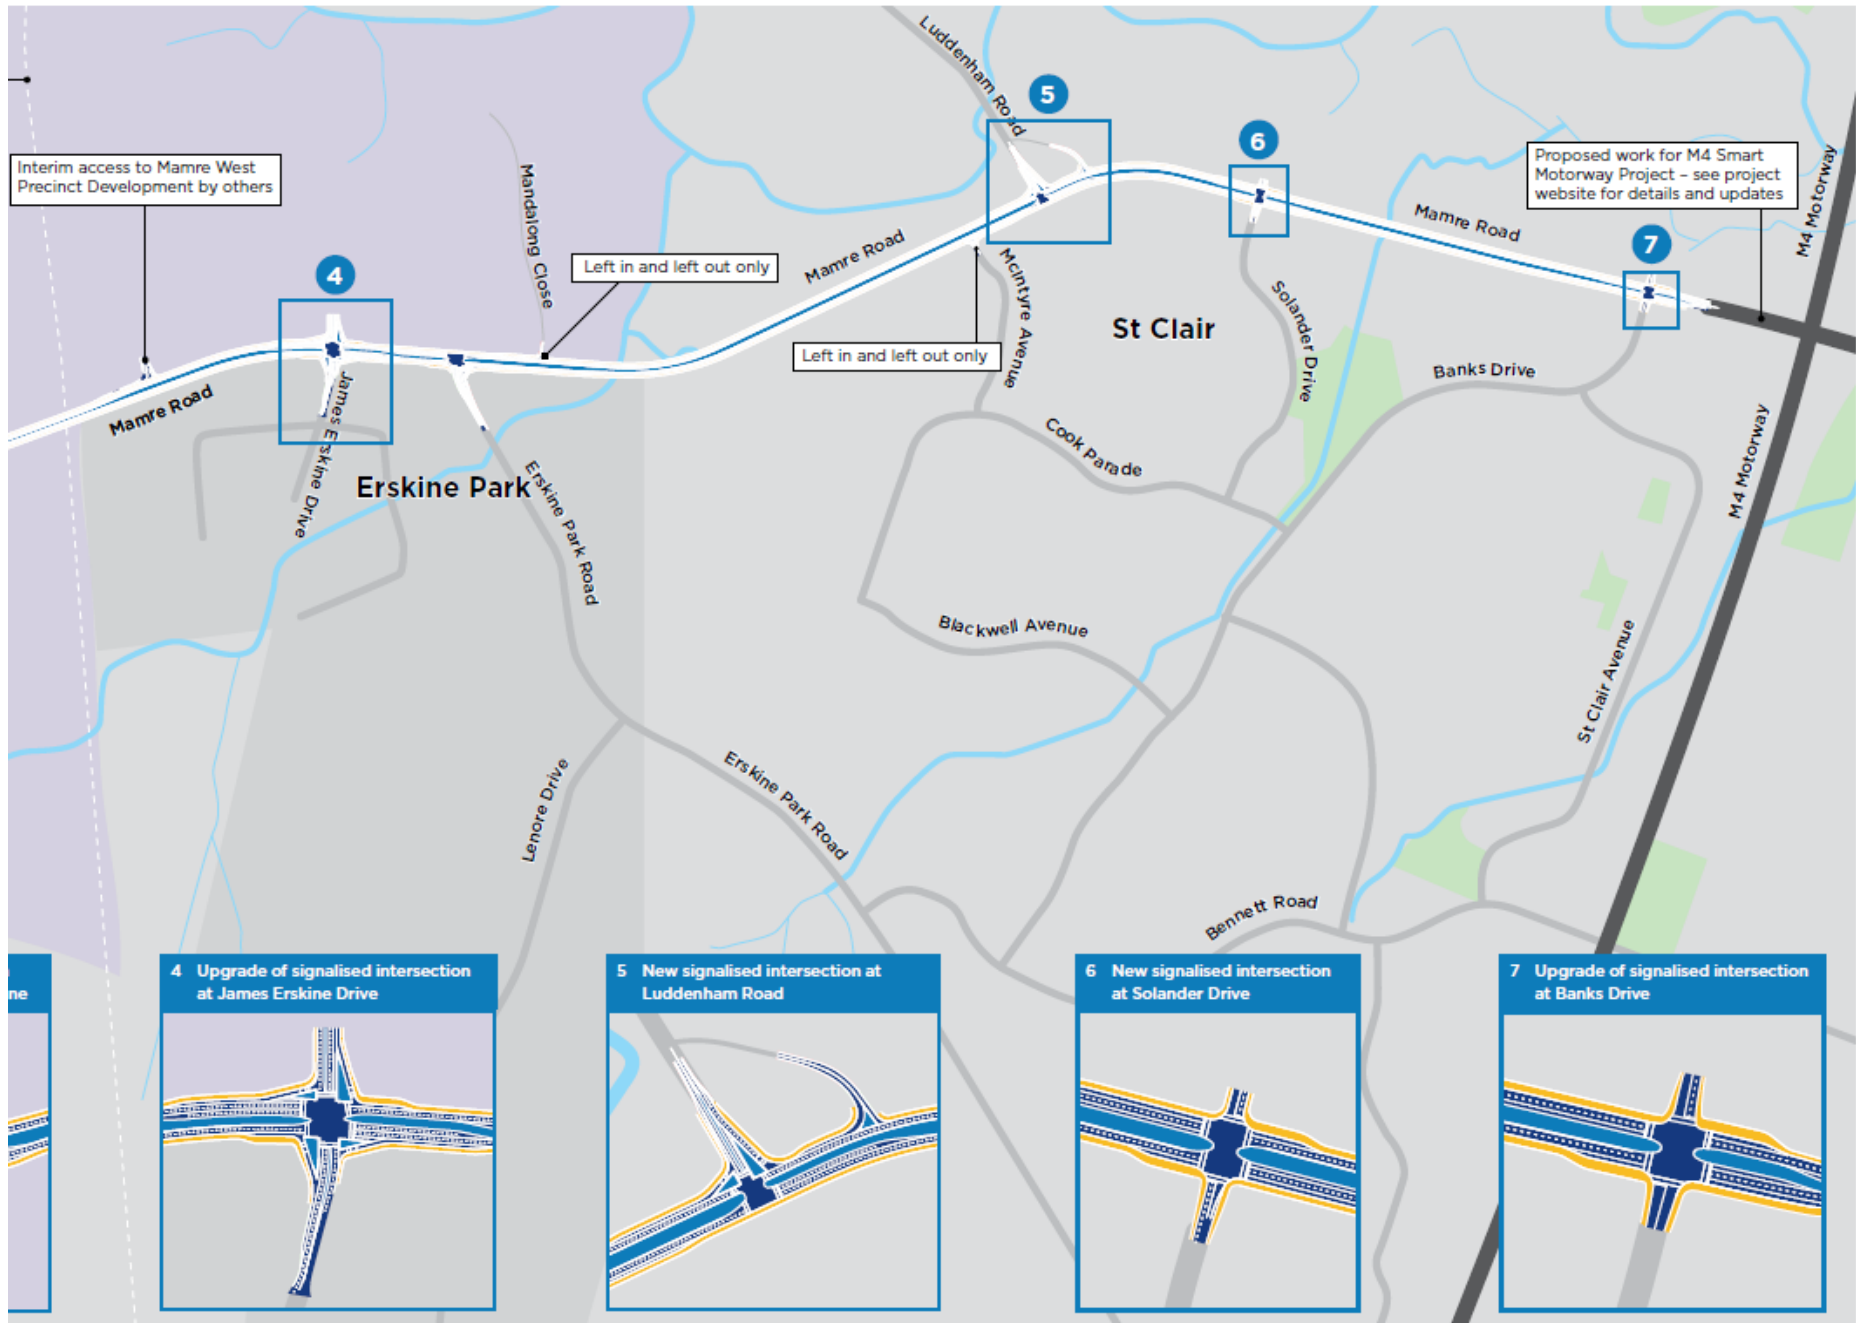 Luddenham Road
5
6
Interim access to Mamre West
Precinct Development by others
Proposed work for M4 Smart
Motorway Project – see project
website for details and updates
M4 Motorway
Mandalong Close
4
Left in and left out only
Mamre Road
Mamre Road
7
McIntyre Avenue
Solander Drive
St Clair
Left in and left out only
Banks Drive
Mamre Road
James Erskine Drive
Cook Parade
M4 Motorway
Erskine Park
Erskine Park Road
Blackwell Avenue
St Clair Avenue
Lenore Drive
Erskine Park Road
Bennett Road
ne
4 Upgrade of signalised intersection
at James Erskine Drive
5 New signalised intersection at
Luddenham Road
6 New signalised intersection
at Solander Drive
7 Upgrade of signalised intersection
at Banks Drive